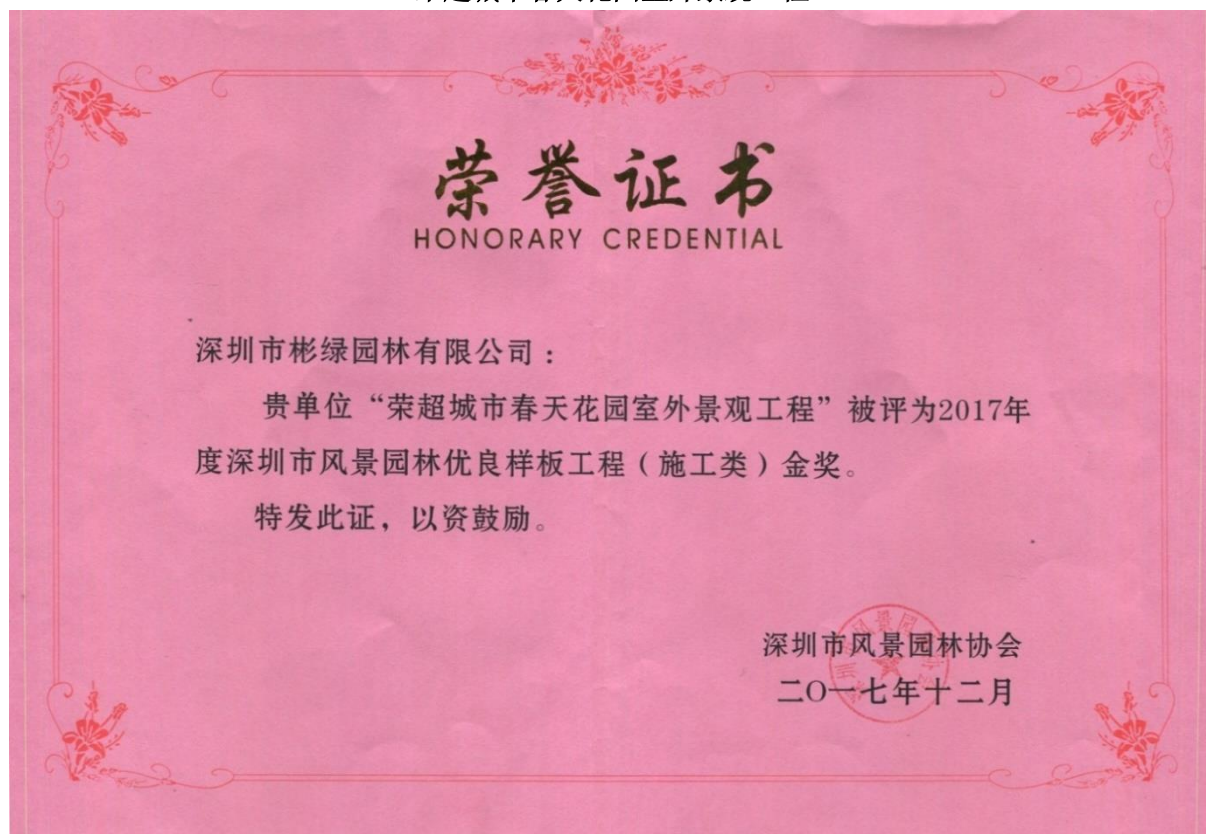 荣誉证书
HONORARY CREDENTIAL
深圳市彬绿园林有限公司：
贵单位“荣超城市春天花园室外景观工程”被评为2017年
度深圳市风景园林优良样板工程（施工类）金奖。
特发此证，以资鼓励。
深圳市风景园林协会
二〇一七年十二月